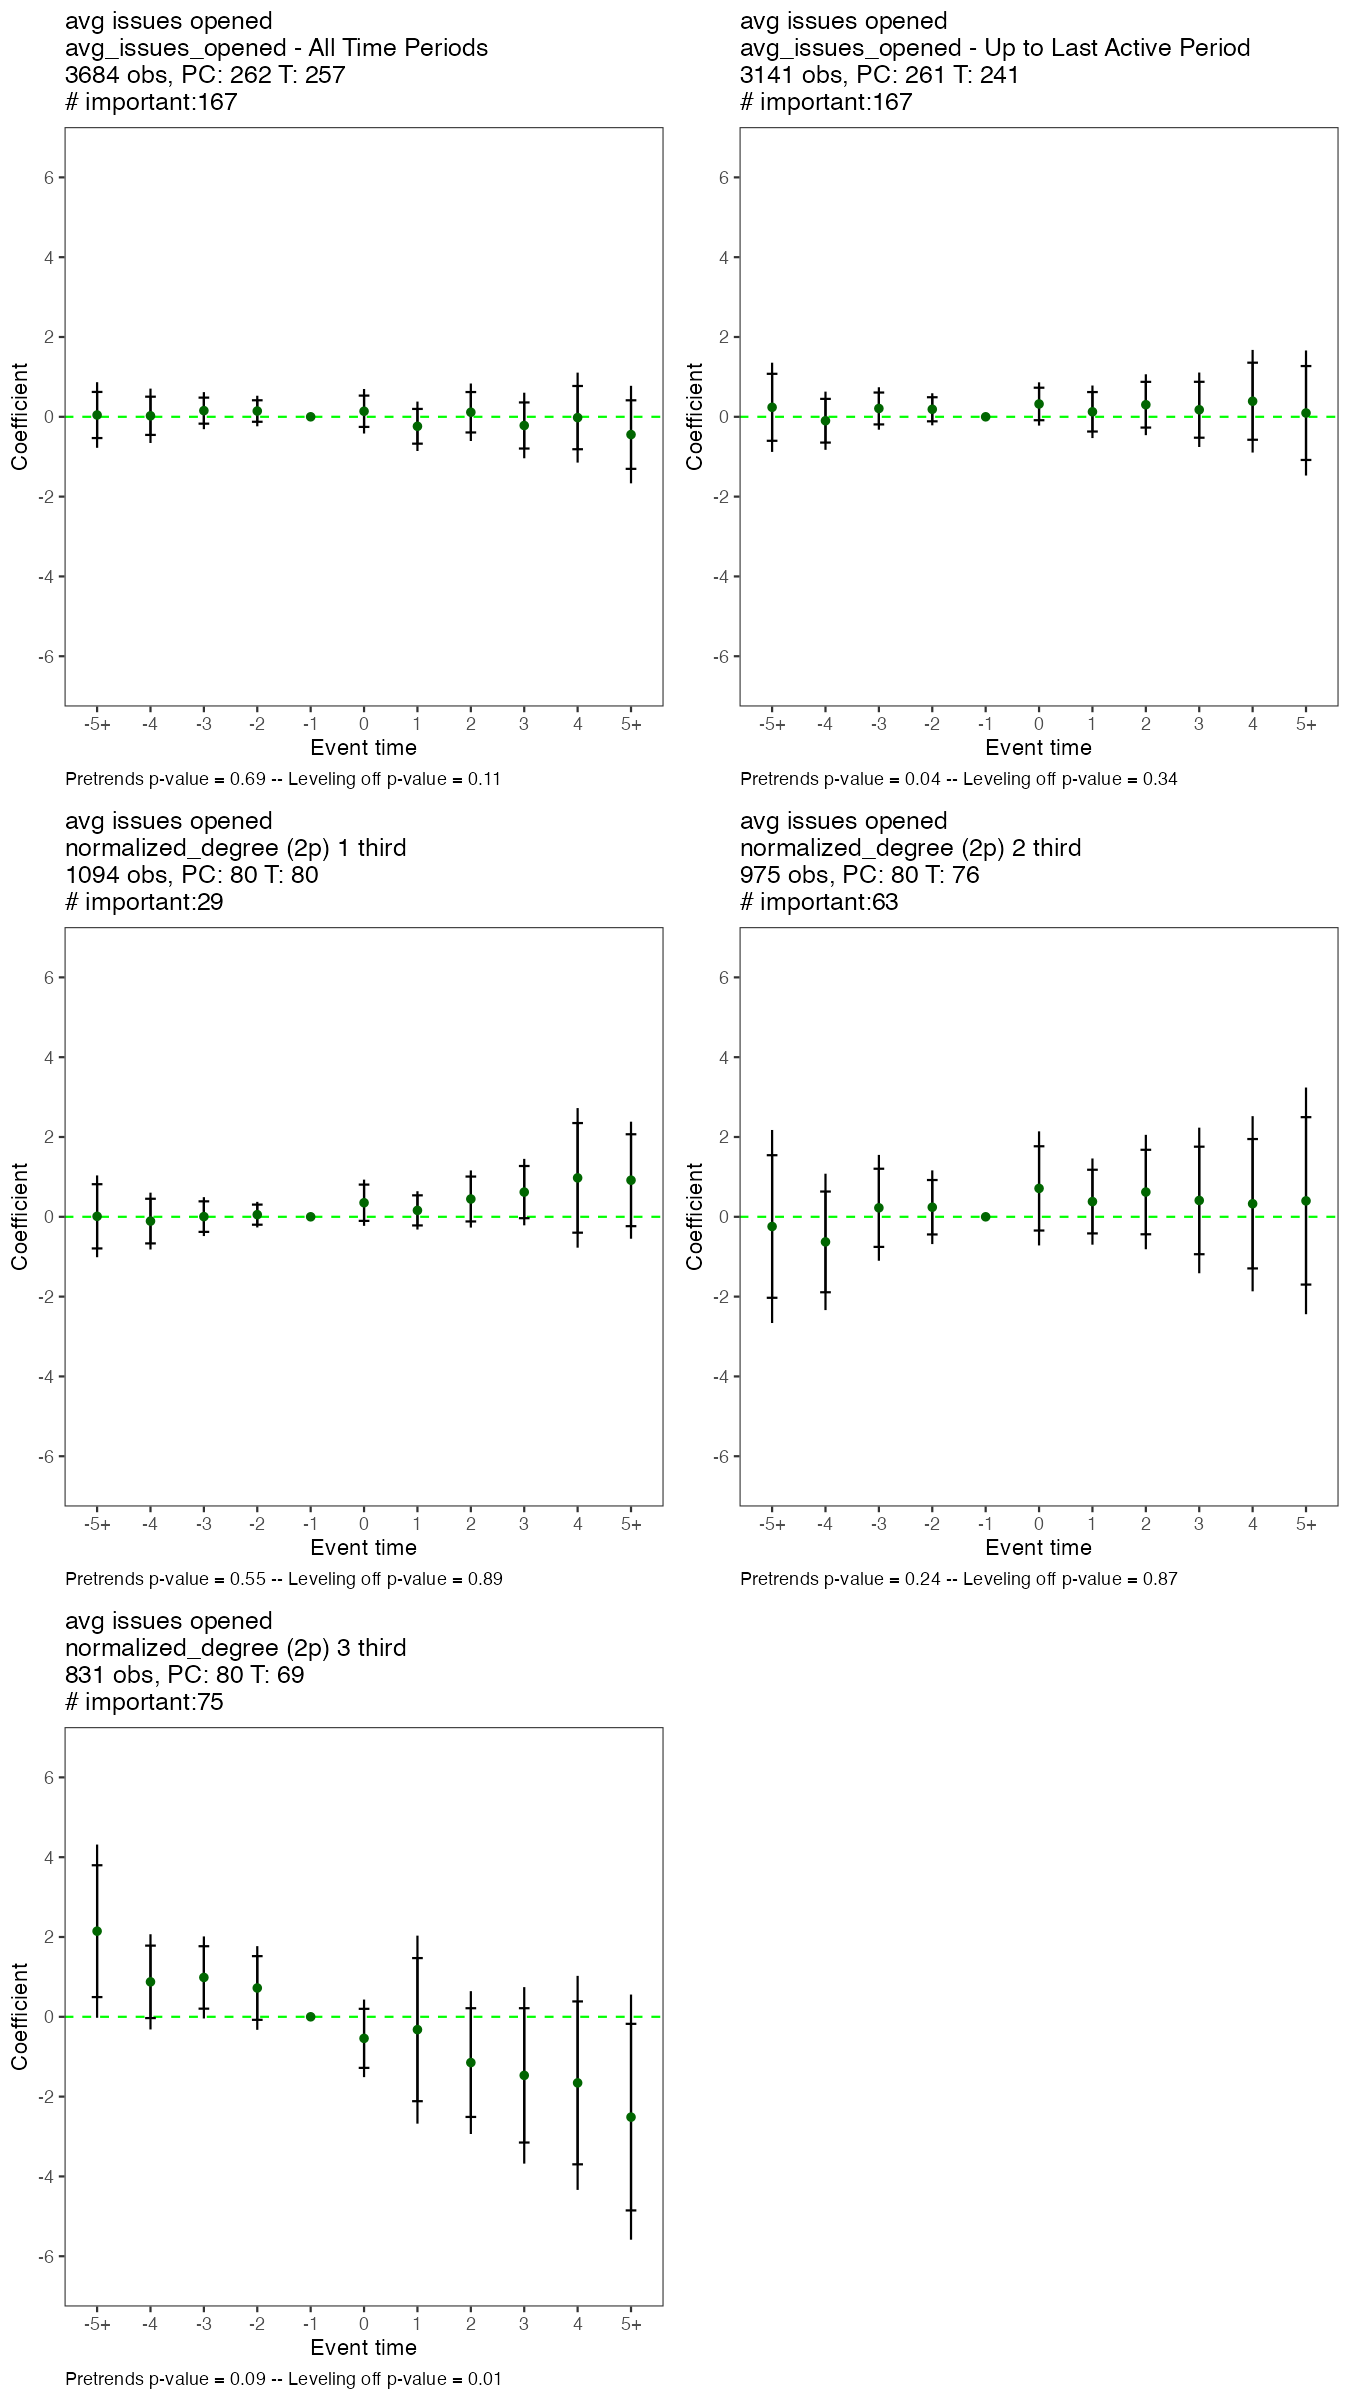 avg issues opened
avg_issues_opened - All Time Periods
3684 obs, PC: 262 T: 257
# important:167
Coefficient
6
4
2
0
-2
-4
-6
-5+ -4 -3 -2 -1 0 1 2 3 4 5+
Event time
Pretrends p-value = 0.69 -- Leveling off p-value = 0.11
avg issues opened
avg_issues_opened - Up to Last Active Period
3141 obs, PC: 261 T: 241
# important:167
Coefficient
6
4
2
0
-2
-4
-6
-5+ -4 -3 -2 -1 0 1 2 3 4 5+
Event time
Pretrends p-value = 0.04 -- Leveling off p-value = 0.34
avg issues opened
normalized_degree (2p) 1 third
1094 obs, PC: 80 T: 80
# important:29
Coefficient
6
4
2
0
-2
-4
-6
-5+ -4 -3 -2 -1 0 1 2 3 4 5+
Event time
Pretrends p-value = 0.55 -- Leveling off p-value = 0.89
avg issues opened
normalized_degree (2p) 2 third
975 obs, PC: 80 T: 76
# important:63
Coefficient
6
4
2
0
-2
-4
-6
-5+ -4 -3 -2 -1 0 1 2 3 4 5+
Event time
Pretrends p-value = 0.24 -- Leveling off p-value = 0.87
avg issues opened
normalized_degree (2p) 3 third
831 obs, PC: 80 T: 69
# important:75
Coefficient
6
4
2
0
-2
-4
-6
-5+ -4 -3 -2 -1 0 1 2 3 4 5+
Event time
Pretrends p-value = 0.09 -- Leveling off p-value = 0.01